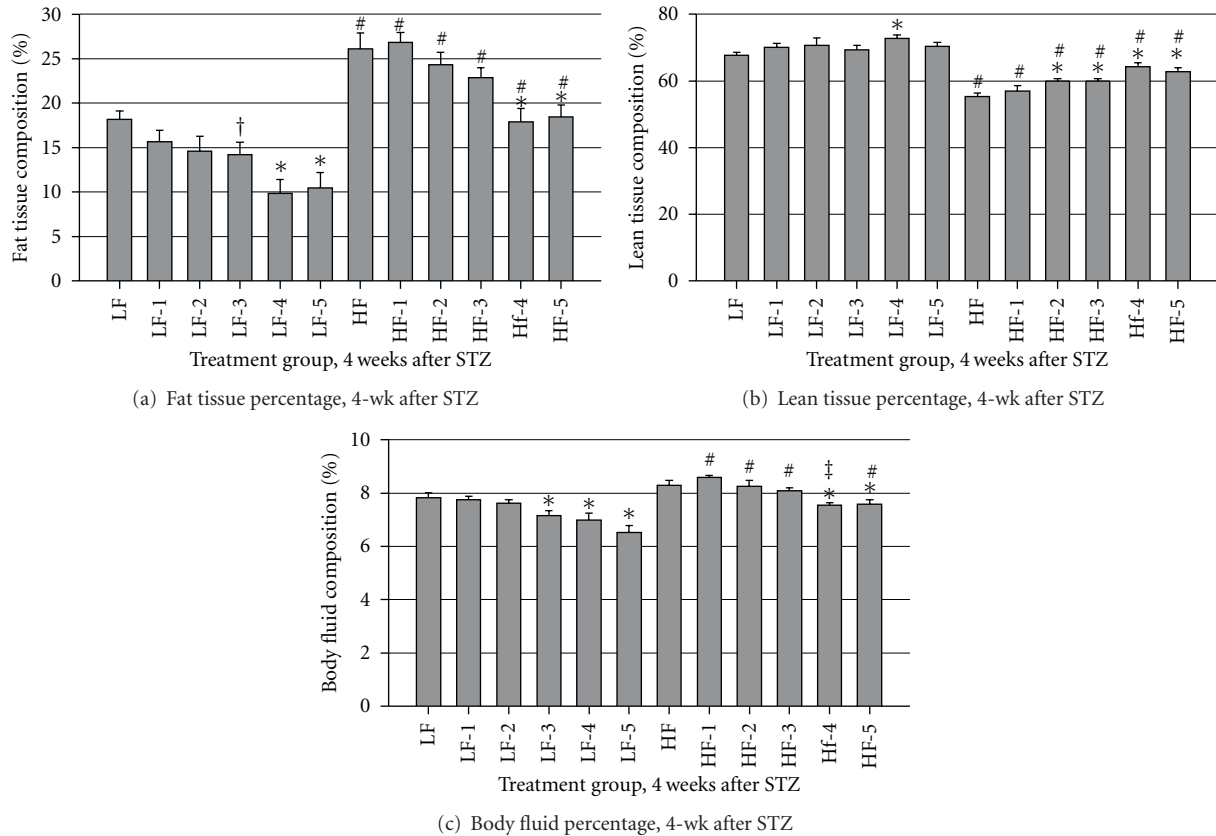 30
25
20
15
10
5
0
Fat tissue composition (%)
# # # # # #
† * * * *
LF LF-1 LF-2 LF-3 LF-4 LF-5 HF HF-1 HF-2 HF-3 Hf-4 HF-5
Treatment group, 4 weeks after STZ
(a) Fat tissue percentage, 4-wk after STZ
80
60
40
20
0
Lean tissue composition (%)
* # # # # # #
* * * *
LF LF-1 LF-2 LF-3 LF-4 LF-5 HF HF-1 HF-2 HF-3 Hf-4 HF-5
Treatment group, 4 weeks after STZ
(b) Lean tissue percentage, 4-wk after STZ
10
8
6
4
2
0
Body fluid composition (%)
# # # ‡ #
* * * * *
LF LF-1 LF-2 LF-3 LF-4 LF-5 HF HF-1 HF-2 HF-3 Hf-4 HF-5
Treatment group, 4 weeks after STZ
(c) Body fluid percentage, 4-wk after STZ